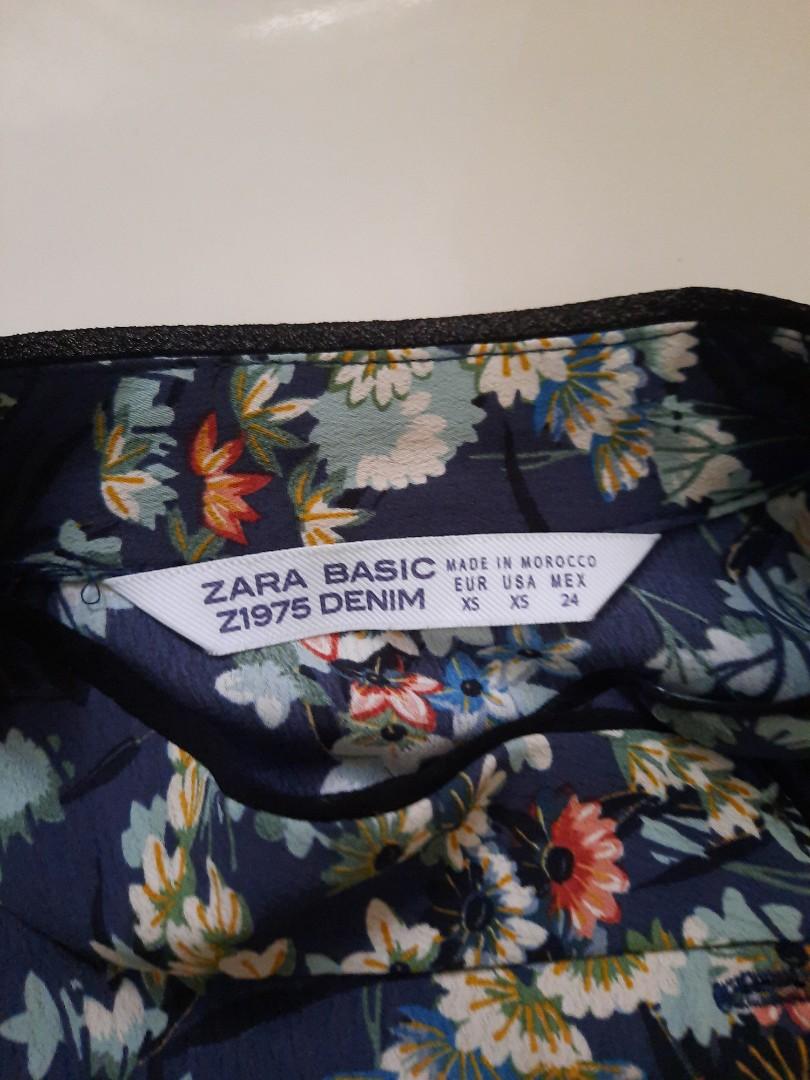 ZARA BASIC
Z1975 DENIM
MADE IN MOROCCO
EUR USA MEX
XS XS 24